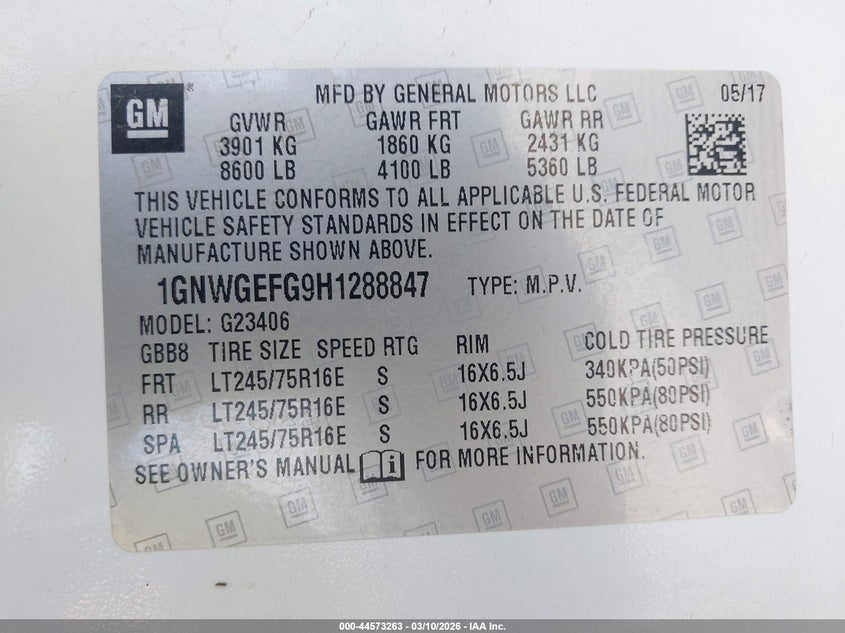 GM ® MFD BY GENERAL MOTORS LLC 05/17
GVWR GAWR FRT GAWR RR
3901 KG 1860 KG 2431 KG
8600 LB 4100 LB 5360 LB
THIS VEHICLE CONFORMS TO ALL APPLICABLE U.S. FEDERAL MOTOR
VEHICLE SAFETY STANDARDS IN EFFECT ON THE DATE OF
MANUFACTURE SHOWN ABOVE.
1GNWGEFG9H1288847 TYPE: M.P.V.
MODEL: G23406
GBB8 TIRE SIZE SPEED RTG RIM COLD TIRE PRESSURE
FRT LT245/75R16E S 16X6.5J 340KPA(50PSI)
RR LT245/75R16E S 16X6.5J 550KPA(80PSI)
SPA LT245/75R16E S 16X6.5J 550KPA(80PSI)
SEE OWNER'S MANUAL i FOR MORE INFORMATION.
000-44573263 - 03/10/2026 - IAA Inc.